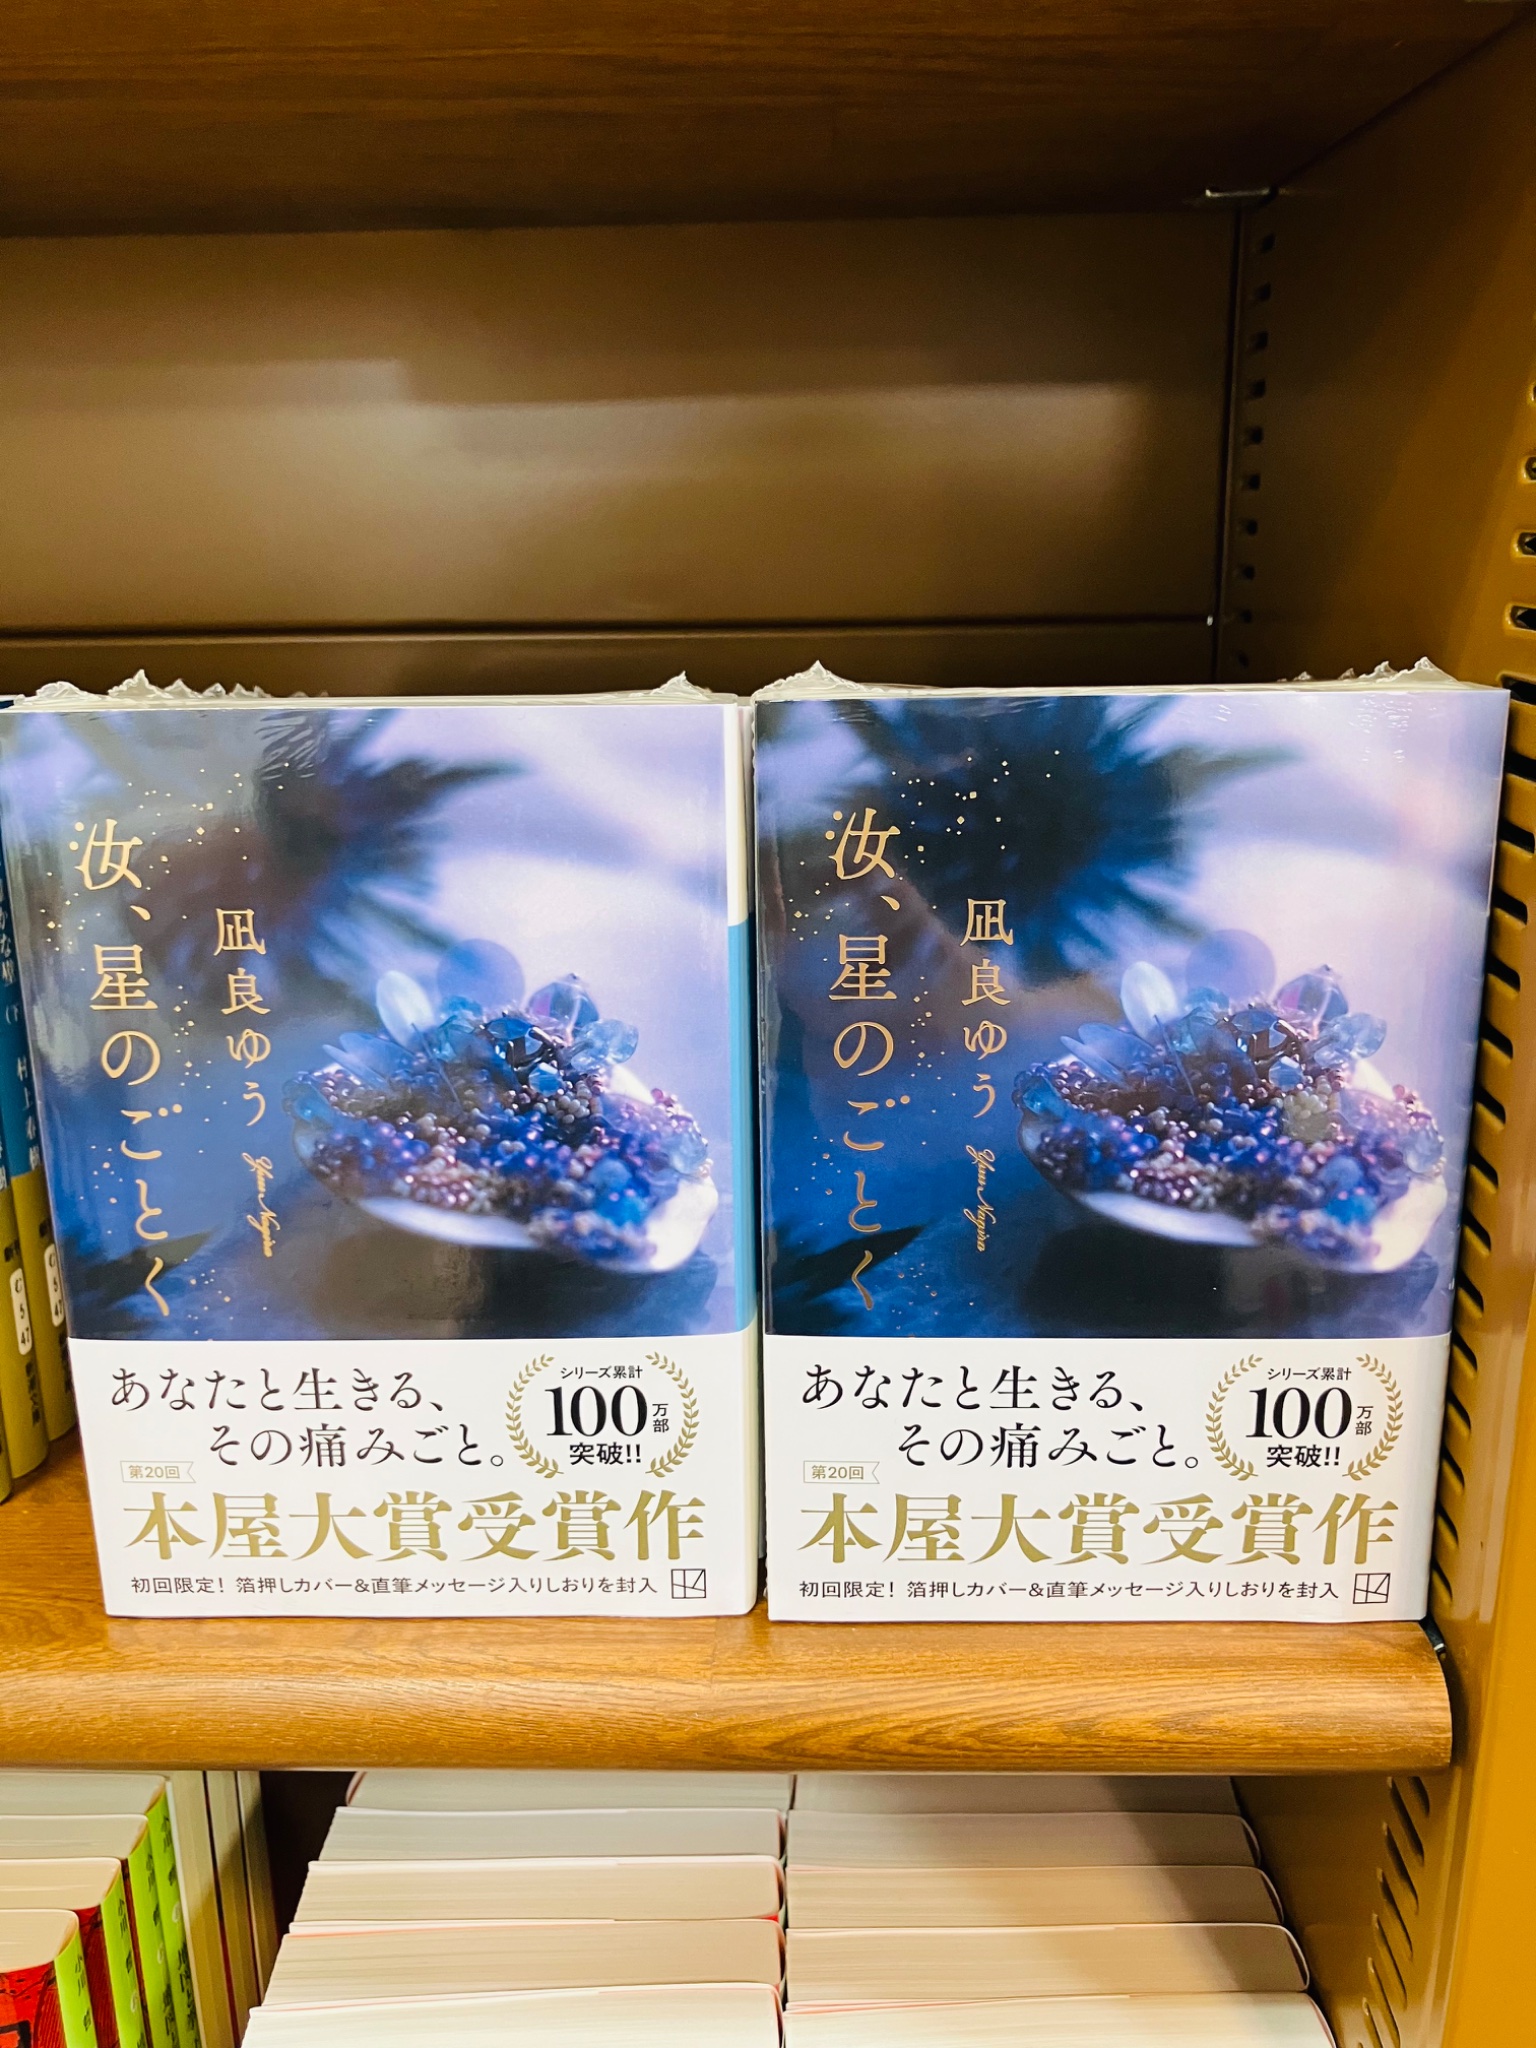 汝、星のごとく
凪良ゆう
Yuu Nagira
あなたと生きる、
その痛みごと。
シリーズ累計
100万部
突破!!
第20回
本屋大賞受賞作
初回限定! 箔押しカバー&直筆メッセージ入りしおりを封入
汝、星のごとく
凪良ゆう
Yuu Nagira
あなたと生きる、
その痛みごと。
シリーズ累計
100万部
突破!!
第20回
本屋大賞受賞作
初回限定! 箔押しカバー&直筆メッセージ入りしおりを封入